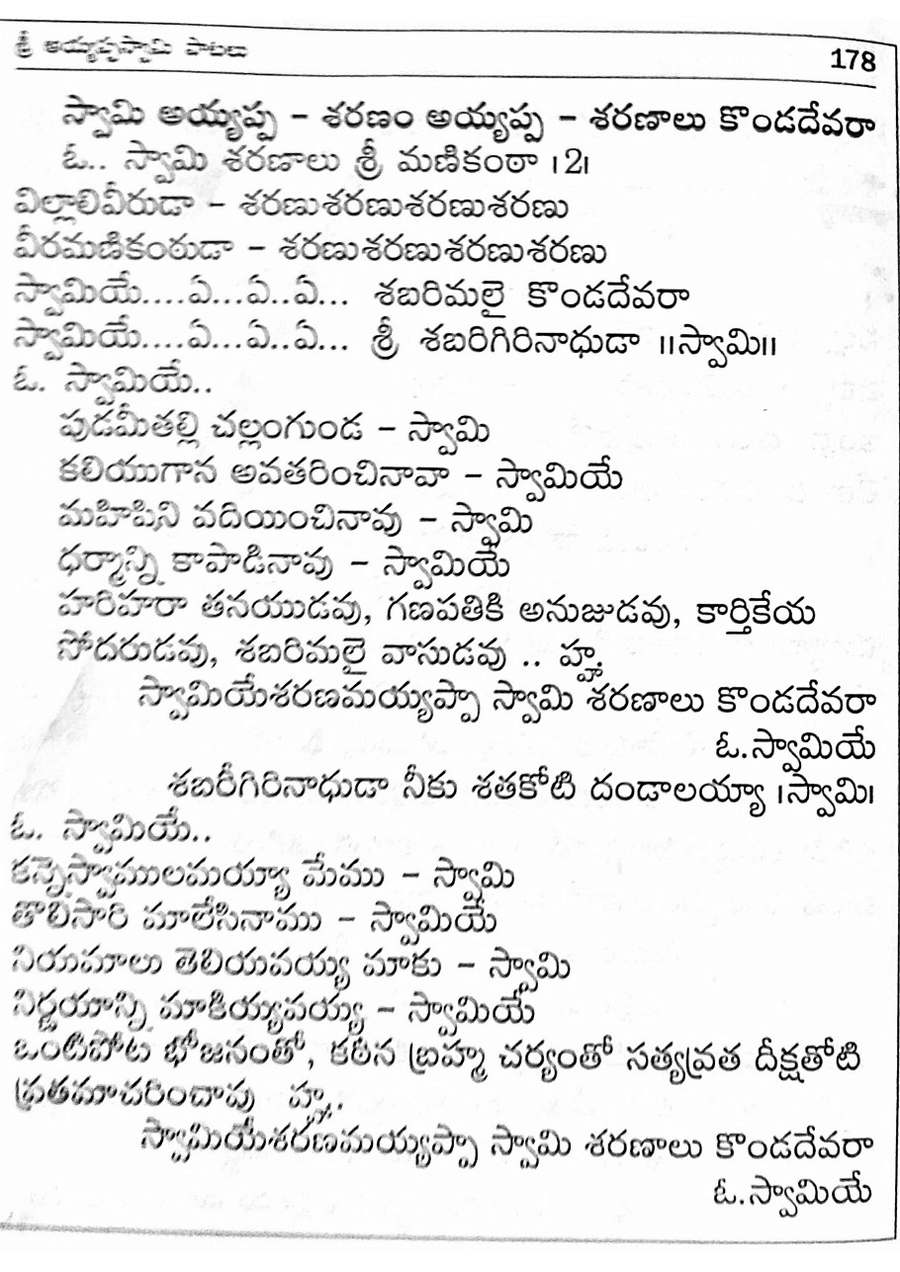 శ్రీ అయ్యప్పస్వామి పాటలు 178
స్వామి అయ్యప్ప - శరణం అయ్యప్ప - శరణాలు కొండదేవరా
ఓ.. స్వామి శరణాలు శ్రీ మణికంఠా ।2।
విల్లాలివీరుడా - శరణుశరణుశరణుశరణు
వీరమణికంఠుడా - శరణుశరణుశరణుశరణు
స్వామియే....ఏ...ఏ..ఏ... శబరిమలై కొండదేవరా
స్వామియే....ఏ...ఏ..ఏ... శ్రీ శబరిగిరినాధుడా ॥స్వామి॥
ఓ. స్వామియే..
పుడమీతల్లి చల్లంగుండ - స్వామి
కలియుగాన అవతరించినావా - స్వామియే
మహిషిని వదియించినావు - స్వామి
ధర్మాన్ని కాపాడినావు - స్వామియే
హరిహరా తనయుడవు, గణపతికి అనుజుడవు, కార్తికేయ
సోదరుడవు, శబరిమలై వాసుడవు .. హ్హ
స్వామియేశరణమయ్యప్పా స్వామి శరణాలు కొండదేవరా
ఓ.స్వామియే
శబరీగిరినాధుడా నీకు శతకోటి దండాలయ్యా ।స్వామి।
ఓ. స్వామియే..
కన్నెస్వాములమయ్యా మేము - స్వామి
తొలిసారి మాలేసినాము - స్వామియే
నియమాలు తెలియవయ్య మాకు - స్వామి
నిర్ణయాన్ని మాకియ్యవయ్య - స్వామియే
ఒంటిపోట భోజనంతో, కఠిన బ్రహ్మ చర్యంతో సత్యవ్రత దీక్షతోటి
వ్రతమాచరించావు హ్హ.
స్వామియేశరణమయ్యప్పా స్వామి శరణాలు కొండదేవరా
ఓ.స్వామియే